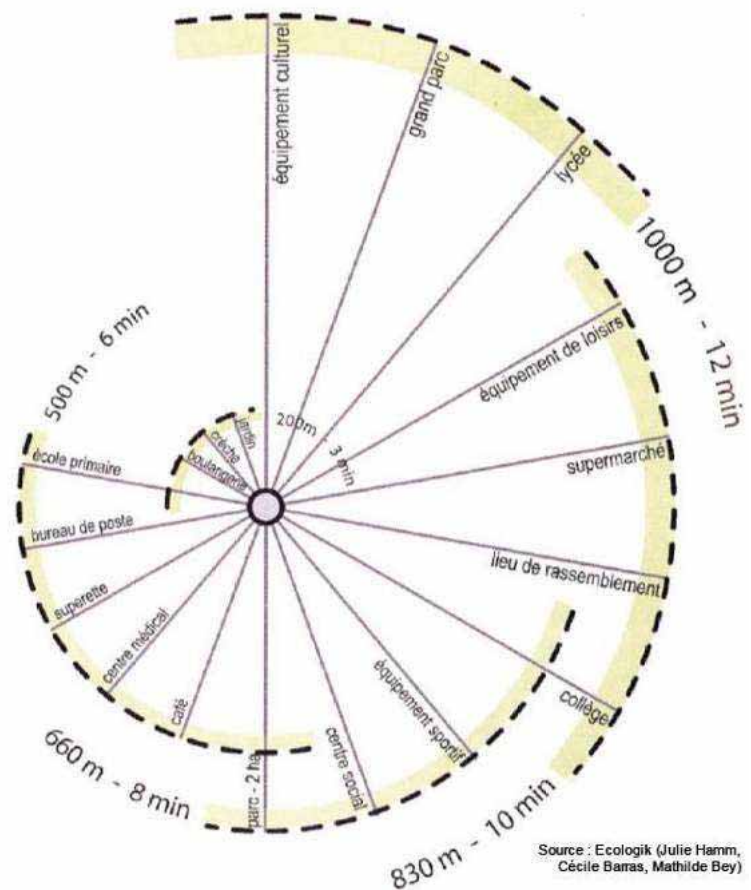 équipement culturel
grand parc
lycée
1000 m - 12 min
équipement de loisirs
supermarché
lieu de rassemblement
collège
830 m - 10 min
équipement sportif
centre social
parc - 2 ha
660 m - 8 min
café
centre médical
superette
bureau de poste
école primaire
500 m - 6 min
boulangerie
crèche
jardin
200m - 3 min
Source : Ecologik (Julie Hamm,
Cécile Barras, Mathilde Bey)